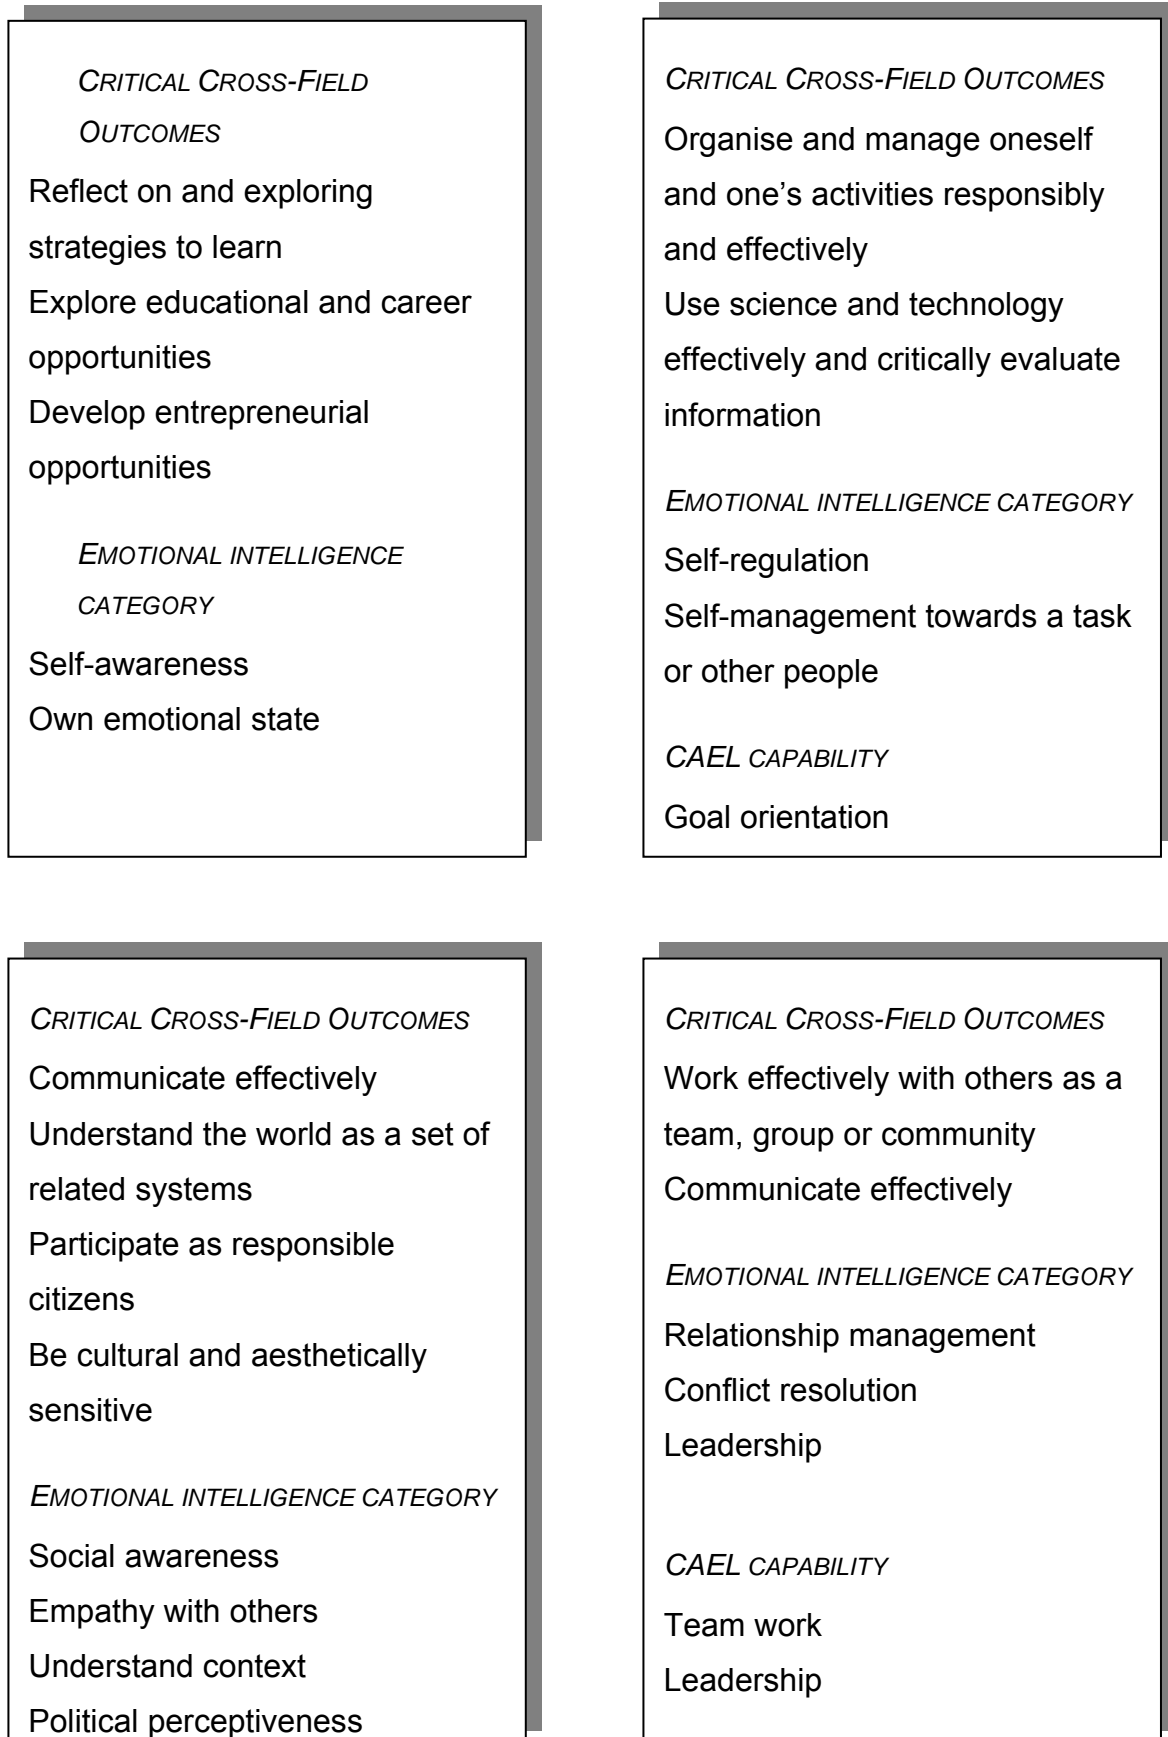 CRITICAL CROSS-FIELD
OUTCOMES
Reflect on and exploring
strategies to learn
Explore educational and career
opportunities
Develop entrepreneurial
opportunities
EMOTIONAL INTELLIGENCE
CATEGORY
Self-awareness
Own emotional state
CRITICAL CROSS-FIELD OUTCOMES
Organise and manage oneself
and one’s activities responsibly
and effectively
Use science and technology
effectively and critically evaluate
information
EMOTIONAL INTELLIGENCE CATEGORY
Self-regulation
Self-management towards a task
or other people
CAEL CAPABILITY
Goal orientation
CRITICAL CROSS-FIELD OUTCOMES
Communicate effectively
Understand the world as a set of
related systems
Participate as responsible
citizens
Be cultural and aesthetically
sensitive
EMOTIONAL INTELLIGENCE CATEGORY
Social awareness
Empathy with others
Understand context
Political perceptiveness
CRITICAL CROSS-FIELD OUTCOMES
Work effectively with others as a
team, group or community
Communicate effectively
EMOTIONAL INTELLIGENCE CATEGORY
Relationship management
Conflict resolution
Leadership
CAEL CAPABILITY
Team work
Leadership